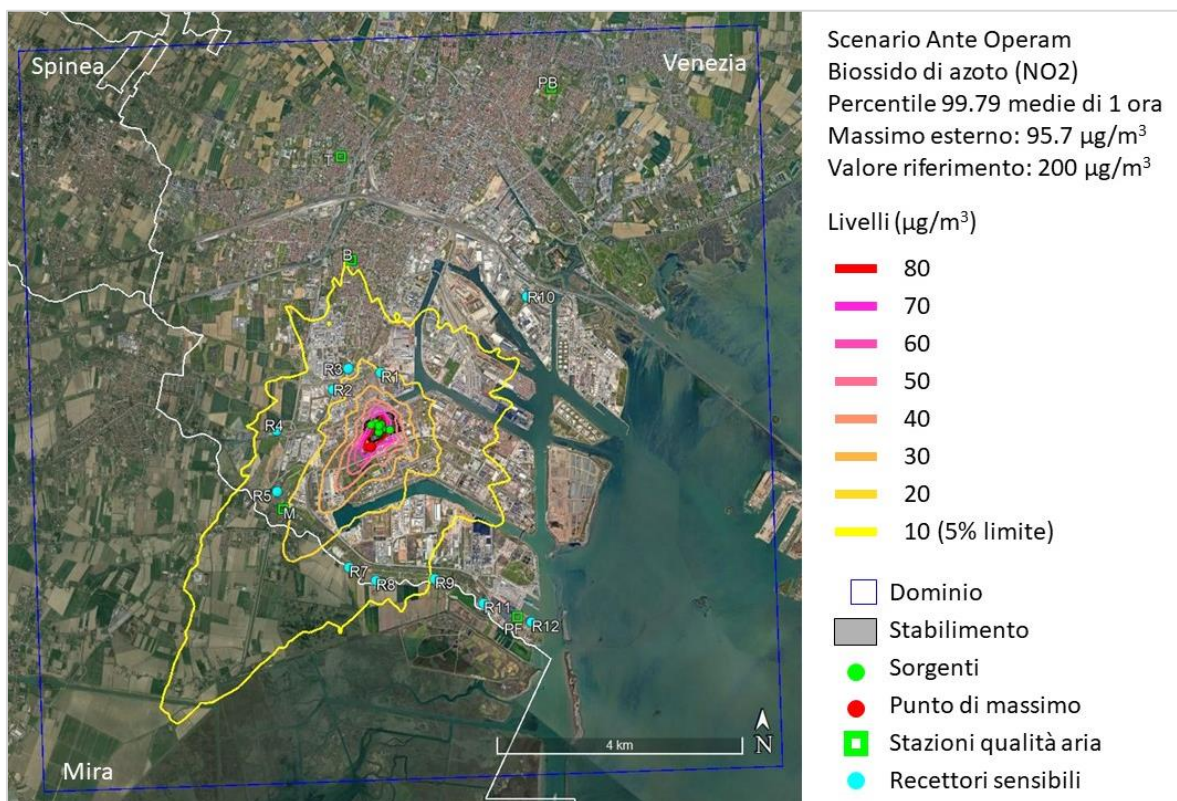 Spinea
Venezia
PB
T
B
R10
R3
R1
R2
R4
R5
M
R7
R8
R9
R11
PF
R12
4 km
N
Mira
Scenario Ante Operam
Biossido di azoto (NO2)
Percentile 99.79 medie di 1 ora
Massimo esterno: 95.7 µg/m³
Valore riferimento: 200 µg/m³
Livelli (µg/m³)
80
70
60
50
40
30
20
10 (5% limite)
Dominio
Stabilimento
Sorgenti
Punto di massimo
Stazioni qualità aria
Recettori sensibili